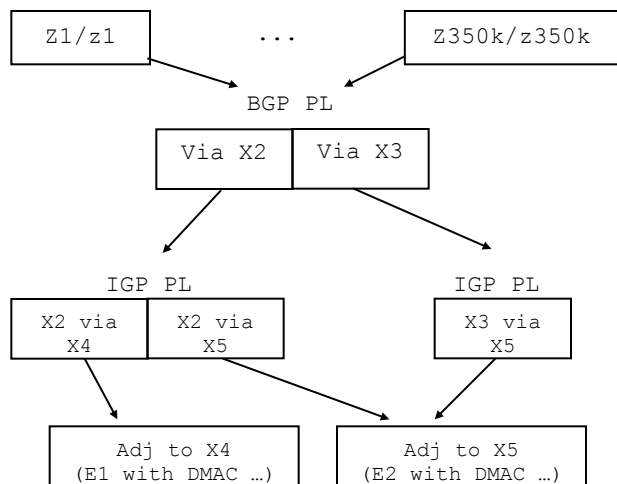 Z1/z1 ... Z350k/z350k
BGP PL
Via X2 Via X3
IGP PL IGP PL
X2 via X2 via X3 via
X4 X5 X5
Adj to X4 Adj to X5
(E1 with DMAC …) (E2 with DMAC …)